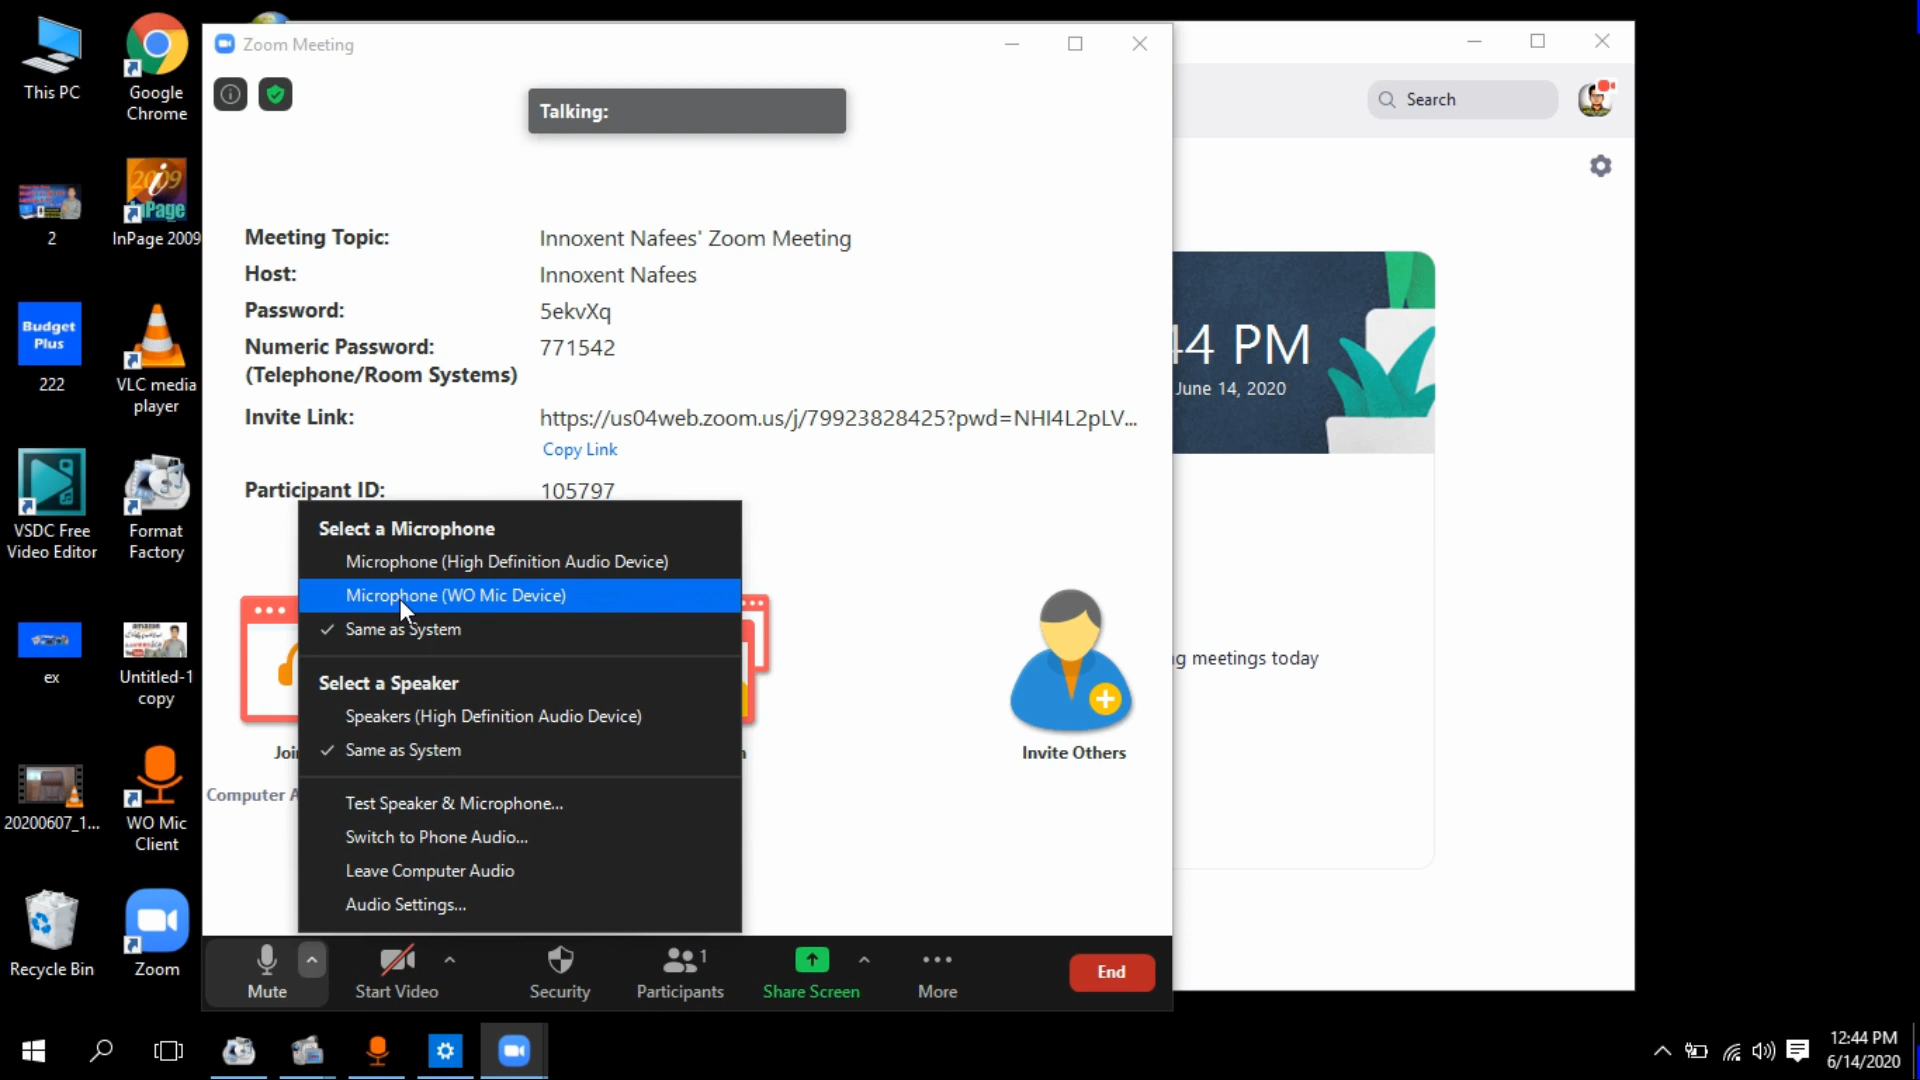 This PC
Google
Chrome
2
2009
InPage
InPage 2009
Budget
Plus
222
VLC media
player
VSDC Free
Video Editor
Format
Factory
ex
amazon
Untitled-1
copy
20200607_1...
WO Mic
Client
Recycle Bin
Zoom
Zoom Meeting
Talking:
Meeting Topic:
Innoxent Nafees' Zoom Meeting
Host:
Innoxent Nafees
Password:
5ekvXq
Numeric Password:
(Telephone/Room Systems)
771542
Invite Link:
https://us04web.zoom.us/j/79923828425?pwd=NHI4L2pLV...
Copy Link
Participant ID:
105797
Select a Microphone
Microphone (High Definition Audio Device)
Microphone (WO Mic Device)
Same as System
Select a Speaker
Speakers (High Definition Audio Device)
Same as System
Test Speaker & Microphone...
Switch to Phone Audio...
Leave Computer Audio
Audio Settings...
Joi
Computer A
Invite Others
Mute
Start Video
Security
1
Participants
Share Screen
More
End
Search
44 PM
June 14, 2020
g meetings today
12:44 PM
6/14/2020